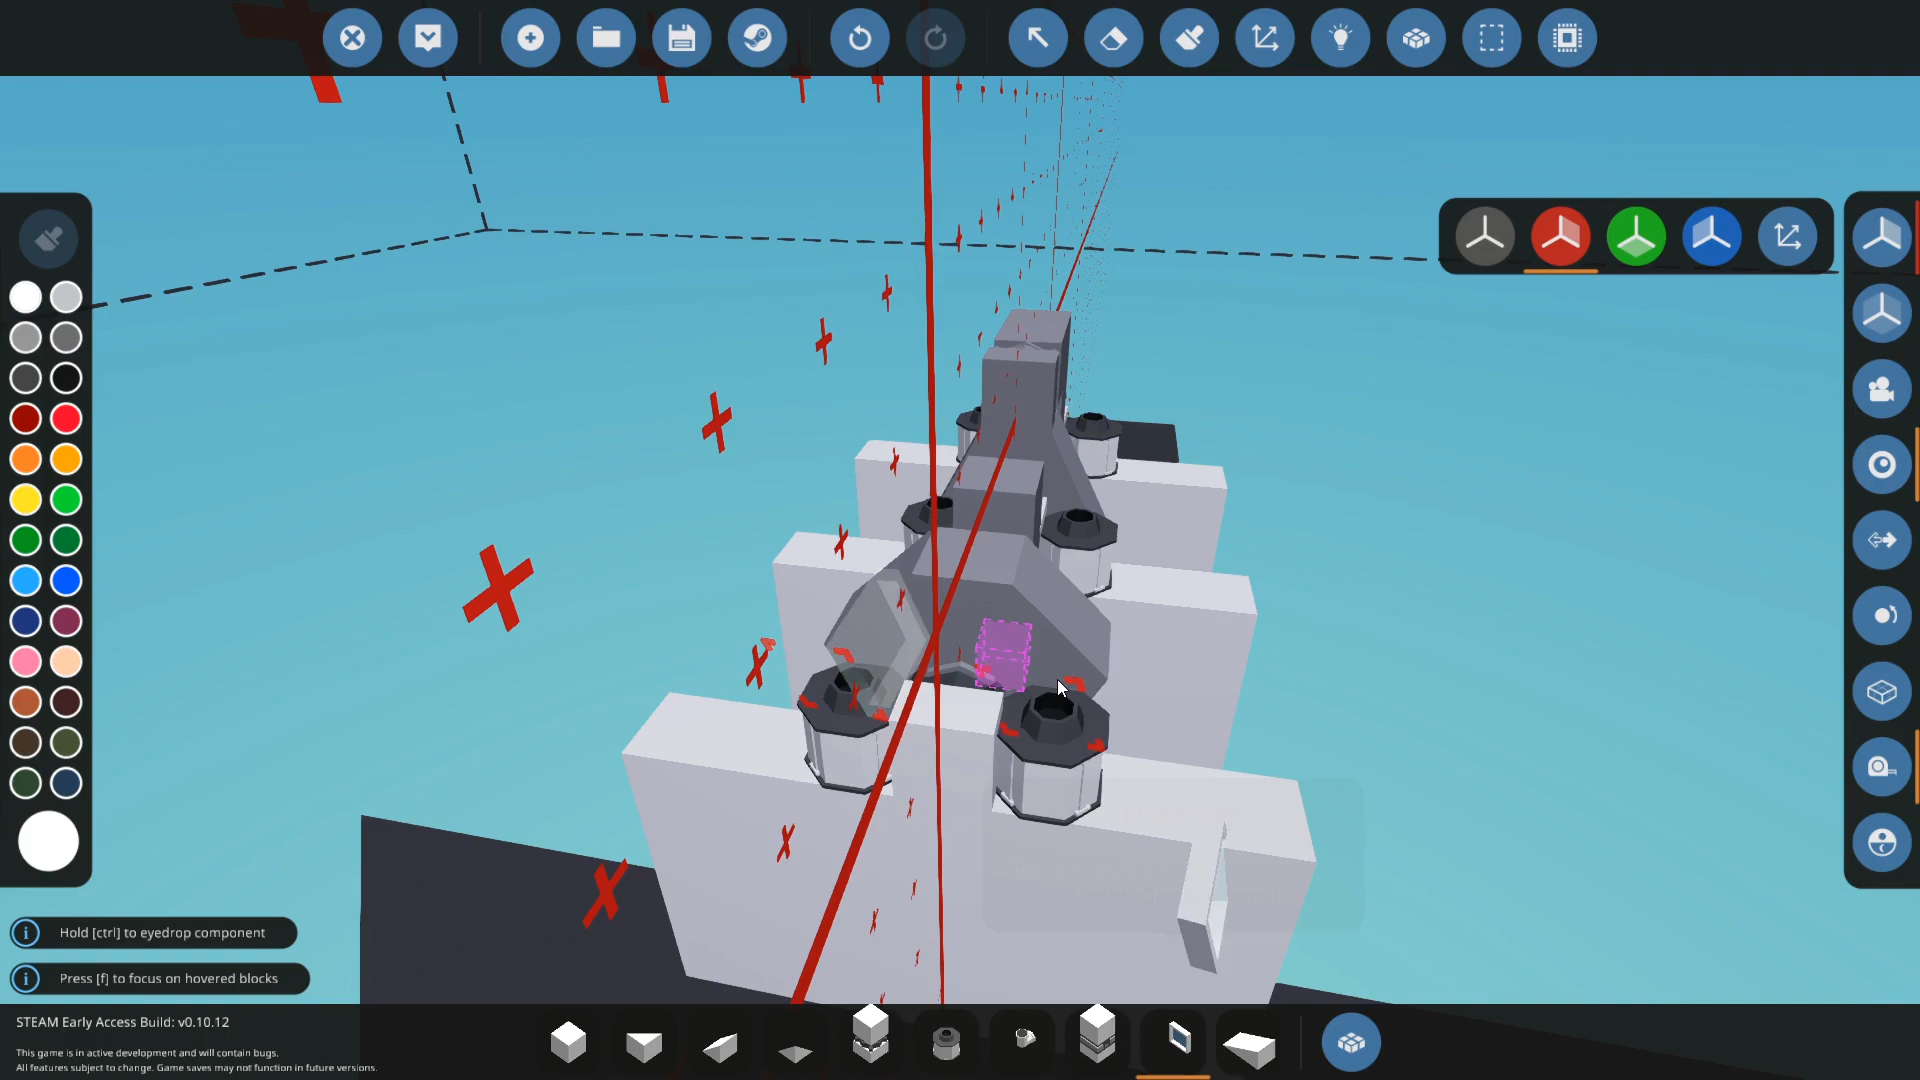 Hold [ctrl] to eyedrop component
Press [f] to focus on hovered blocks
STEAM Early Access Build: v0.10.12
This game is in active development and will contain bugs.
All features subject to change. Game saves may not function in future versions.